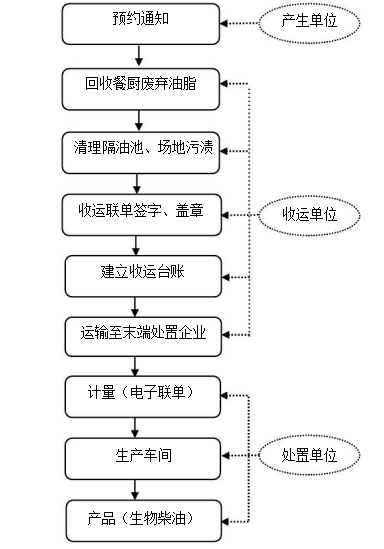 预约通知
产生单位
回收餐厨废弃油脂
清理隔油池、场地污渍
收运联单签字、盖章
收运单位
建立收运台账
运输至末端处置企业
计量（电子联单）
生产车间
处置单位
产品（生物柴油）